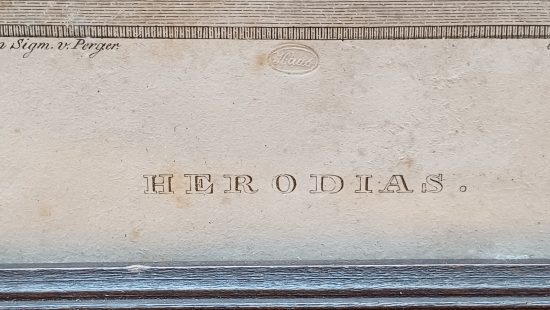 n Sigm. v. Perger.
HERODIAS.